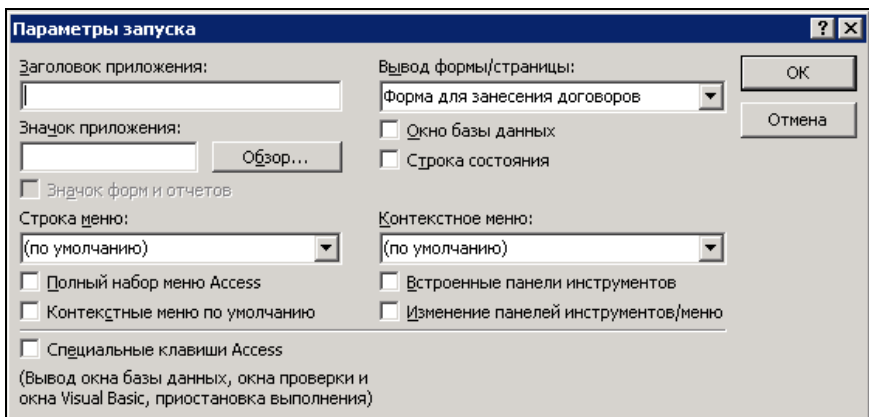 Параметры запуска
Заголовок приложения:
Вывод формы/страницы:
ОК
Форма для занесения договоров
Значок приложения:
Окно базы данных
Отмена
Обзор...
Строка состояния
Значок форм и отчетов
Строка меню:
Контекстное меню:
(по умолчанию)
(по умолчанию)
Полный набор меню Access
Встроенные панели инструментов
Контекстные меню по умолчанию
Изменение панелей инструментов/меню
Специальные клавиши Access
(Вывод окна базы данных, окна проверки и
окна Visual Basic, приостановка выполнения)